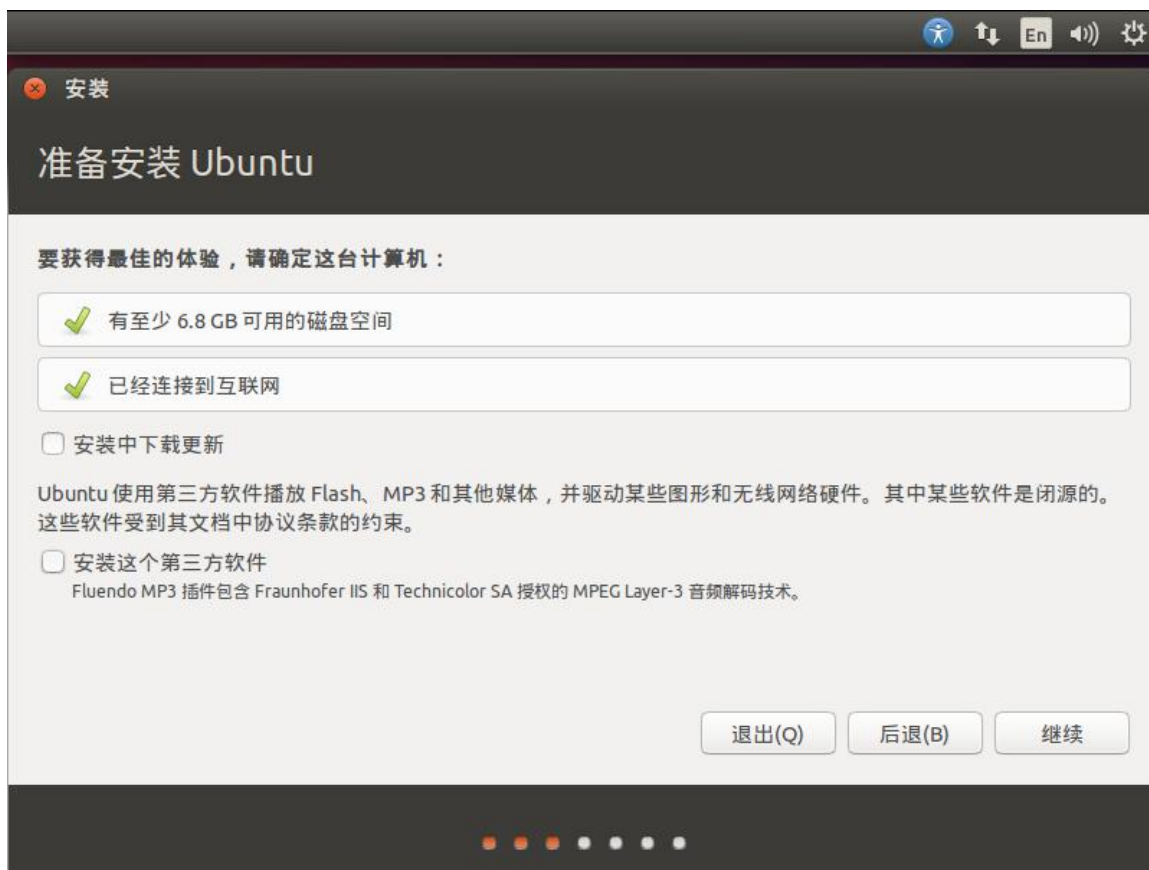 En
安装
准备安装 Ubuntu
要获得最佳的体验，请确定这台计算机：
有至少 6.8 GB 可用的磁盘空间
已经连接到互联网
安装中下载更新
Ubuntu 使用第三方软件播放 Flash、MP3 和其他媒体，并驱动某些图形和无线网络硬件。其中某些软件是闭源的。
这些软件受到其文档中协议条款的约束。
安装这个第三方软件
Fluendo MP3 插件包含 Fraunhofer IIS 和 Technicolor SA 授权的 MPEG Layer-3 音频解码技术。
退出(Q) 后退(B) 继续